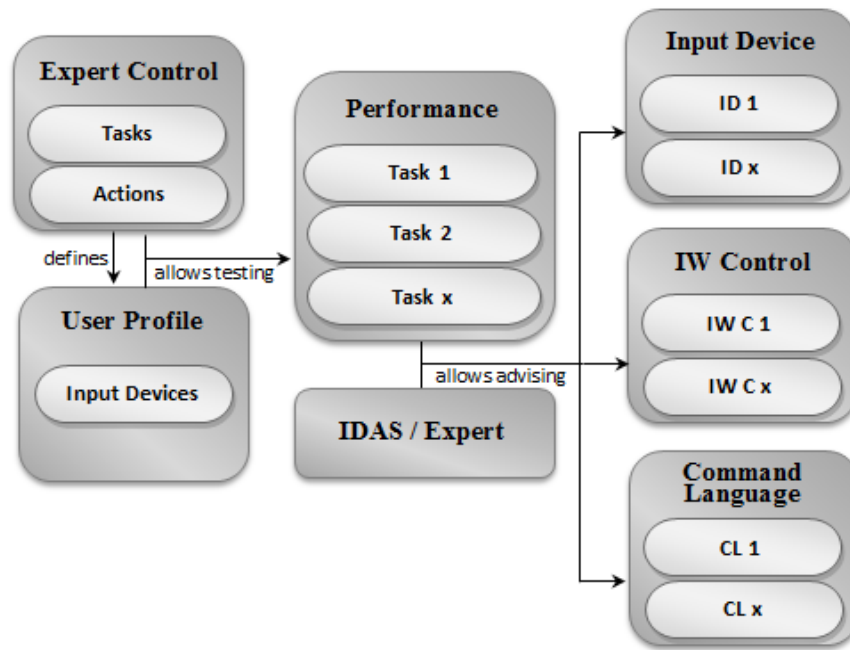 Expert Control
Tasks
Actions
defines
allows testing
User Profile
Input Devices
Performance
Task 1
Task 2
Task x
allows advising
IDAS / Expert
Input Device
ID 1
ID x
IW Control
IW C 1
IW C x
Command
Language
CL 1
CL x